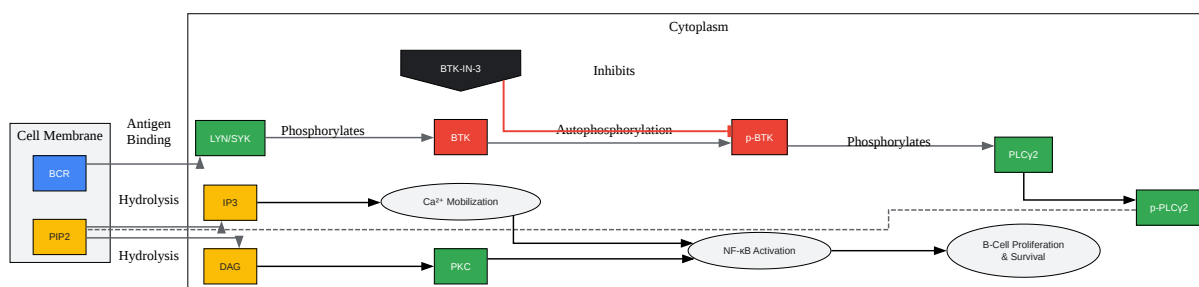 Cytoplasm
BTK-IN-3
Inhibits
Cell Membrane
Antigen
Binding
LYN/SYK
Phosphorylates
BTK
Autophosphorylation
p-BTK
Phosphorylates
PLCγ2
BCR
Hydrolysis
IP3
Ca²⁺ Mobilization
p-PLCγ2
PIP2
Hydrolysis
DAG
PKC
NF-κB Activation
B-Cell Proliferation
& Survival